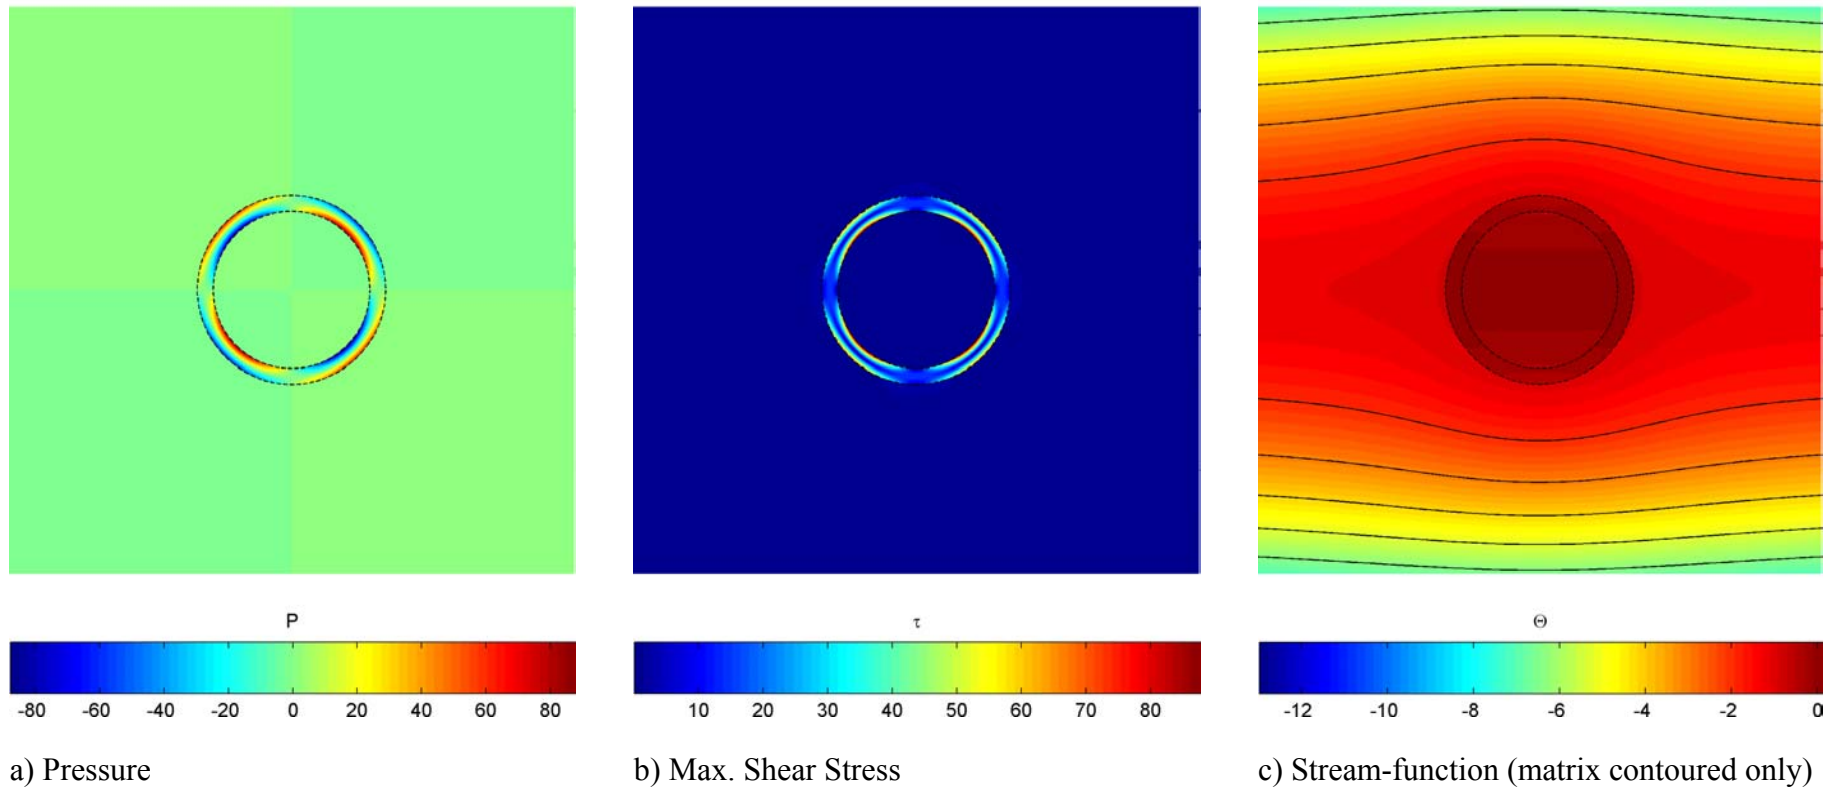 P
-80 -60 -40 -20 0 20 40 60 80
τ
10 20 30 40 50 60 70 80
Θ
-12 -10 -8 -6 -4 -2 0
a) Pressure
b) Max. Shear Stress
c) Stream-function (matrix contoured only)